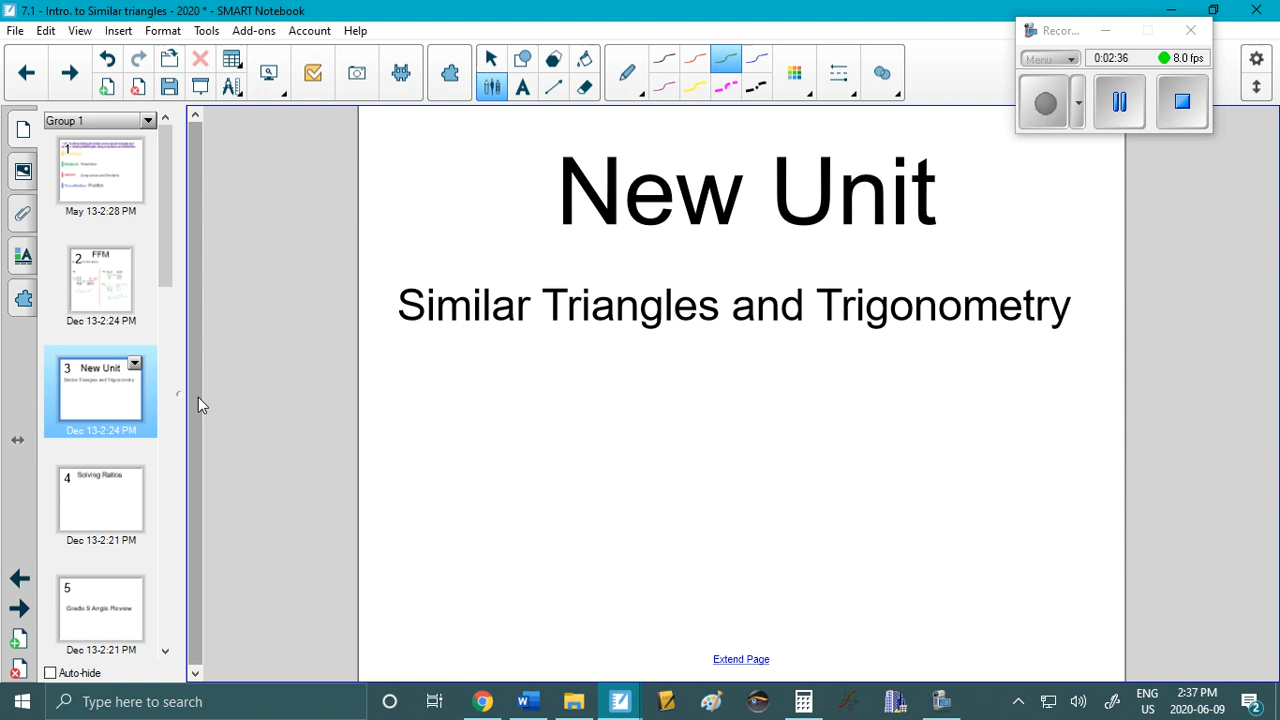 7.1 - Intro. to Similar triangles - 2020 * - SMART Notebook
File Edit View Insert Format Tools Add-ons Account Help
Recor...
Menu 0:02:36 8.0 fps
Group 1
1
May 13-2:28 PM
2 FFM
Dec 13-2:24 PM
3 New Unit
Similar Triangles and Trigonometry
Dec 13-2:24 PM
4 Solving Ratios
Dec 13-2:21 PM
5
Grade 9 Angle Review
Dec 13-2:21 PM
Auto-hide
New Unit
Similar Triangles and Trigonometry
Extend Page
Type here to search
ENG
US
2:37 PM
2020-06-09
2